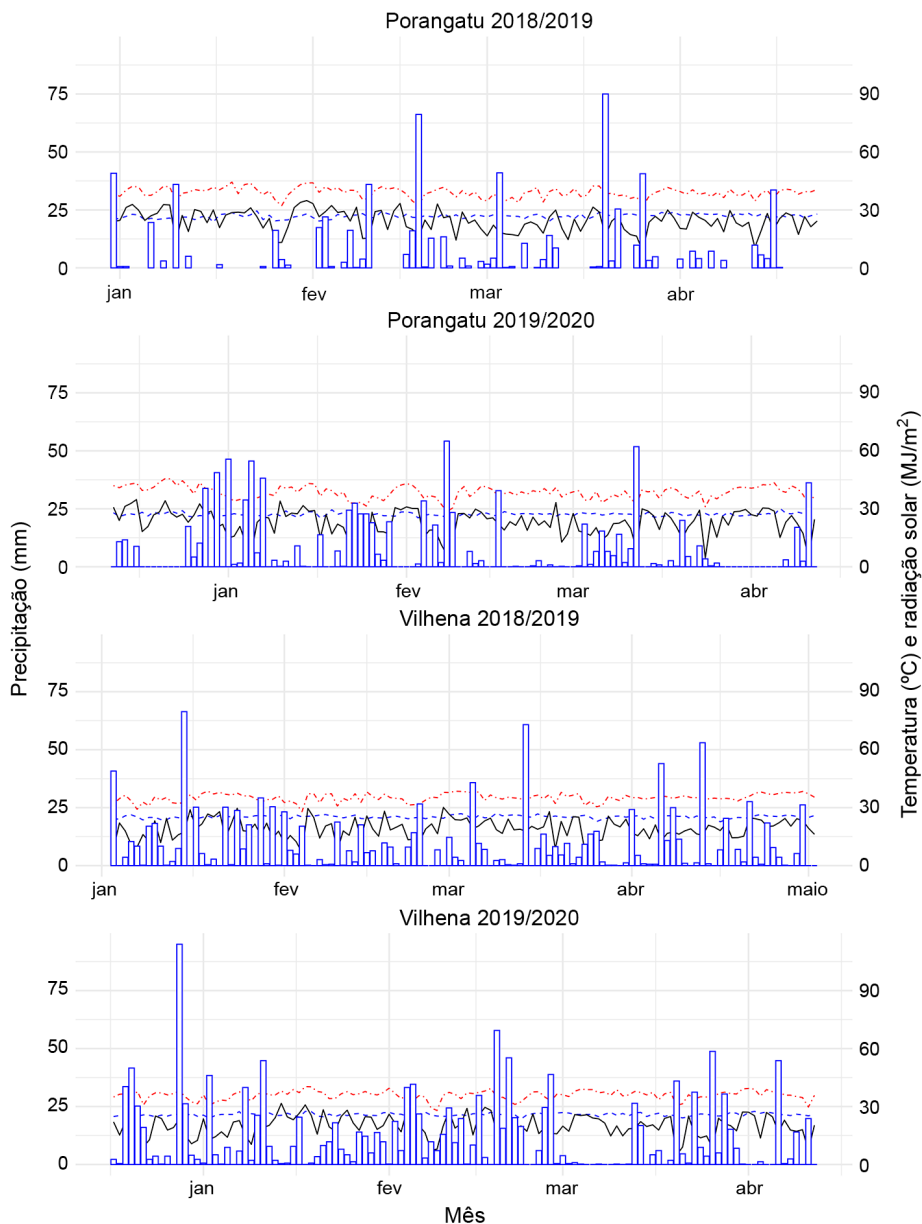 Porangatu 2018/2019
75
90
50
60
25
30
0
0
jan
fev
mar
abr
Porangatu 2019/2020
75
90
50
60
25
30
0
0
jan
fev
mar
abr
Vilhena 2018/2019
75
90
50
60
25
30
0
0
jan
fev
mar
abr
maio
Vilhena 2019/2020
75
90
50
60
25
30
0
0
jan
fev
mar
abr
Mês
Precipitação (mm)
Temperatura (ºC) e radiação solar (MJ/m²)